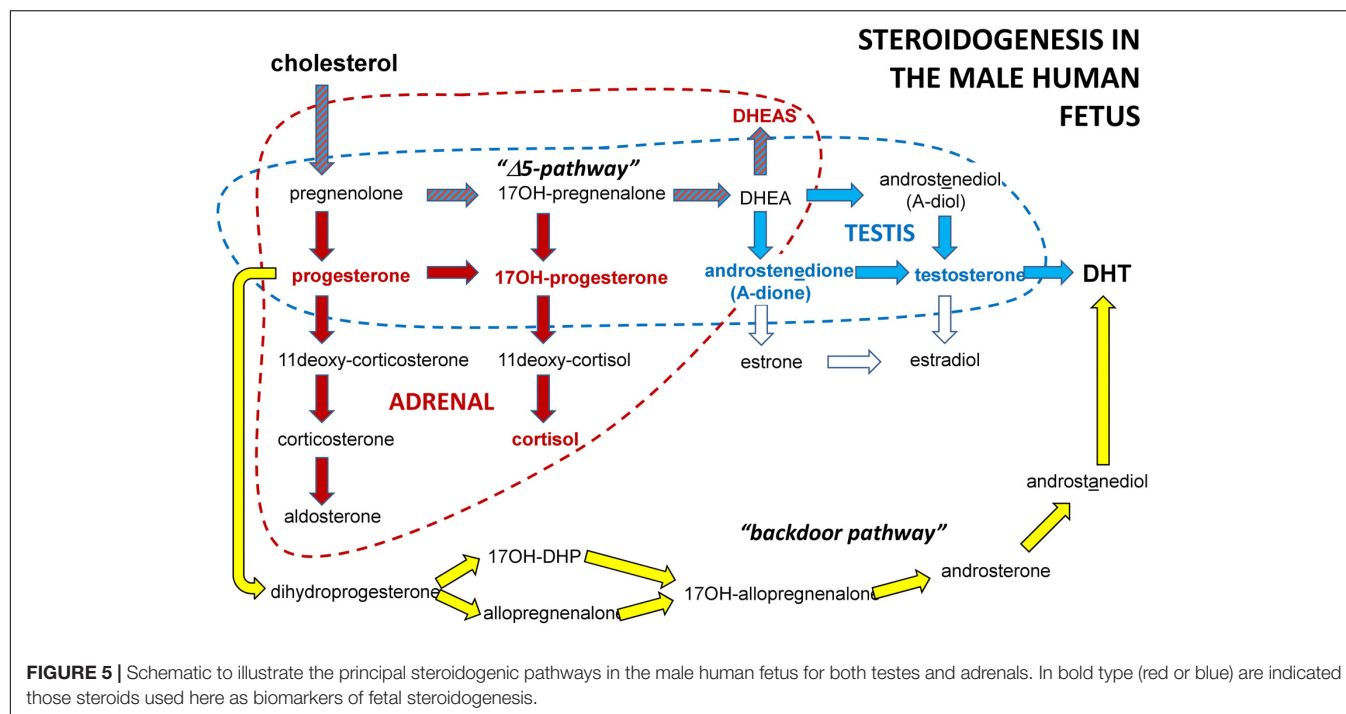 STEROIDOGENESIS IN
THE MALE HUMAN
FETUS
cholesterol
DHEAS
“Δ5-pathway”
pregnenolone
17OH-pregnenalone
DHEA
androstenediol
(A-diol)
TESTIS
progesterone
17OH-progesterone
androstenedione
(A-dione)
testosterone
DHT
11deoxy-corticosterone
11deoxy-cortisol
estrone
estradiol
ADRENAL
corticosterone
cortisol
aldosterone
androstanediol
“backdoor pathway”
17OH-DHP
androsterone
dihydroprogesterone
17OH-allopregnenalone
allopregnenalone
FIGURE 5 | Schematic to illustrate the principal steroidogenic pathways in the male human fetus for both testes and adrenals. In bold type (red or blue) are indicated
those steroids used here as biomarkers of fetal steroidogenesis.